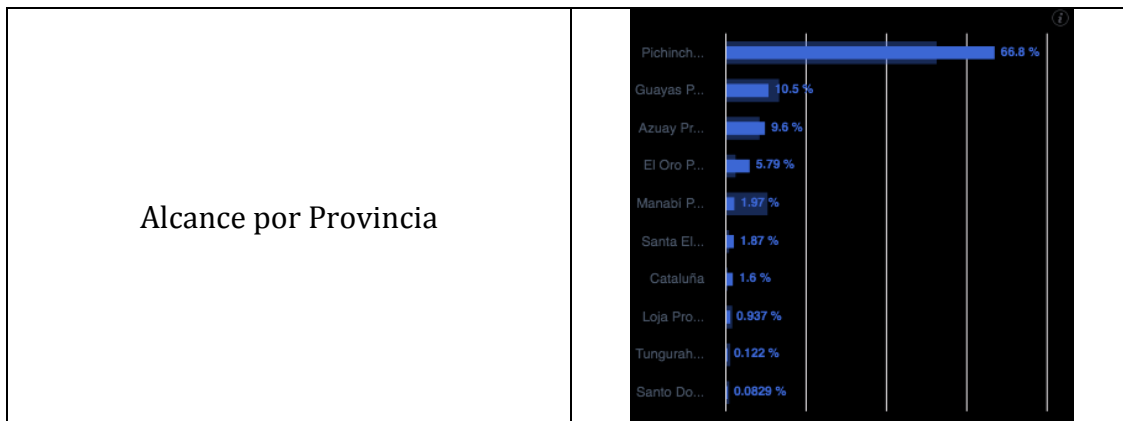 Alcance por Provincia
i
Pichinch... 66.8 %
Guayas P... 10.5 %
Azuay Pr... 9.6 %
El Oro P... 5.79 %
Manabí P... 1.97 %
Santa El... 1.87 %
Cataluña 1.6 %
Loja Pro... 0.937 %
Tungurah... 0.122 %
Santo Do... 0.0829 %